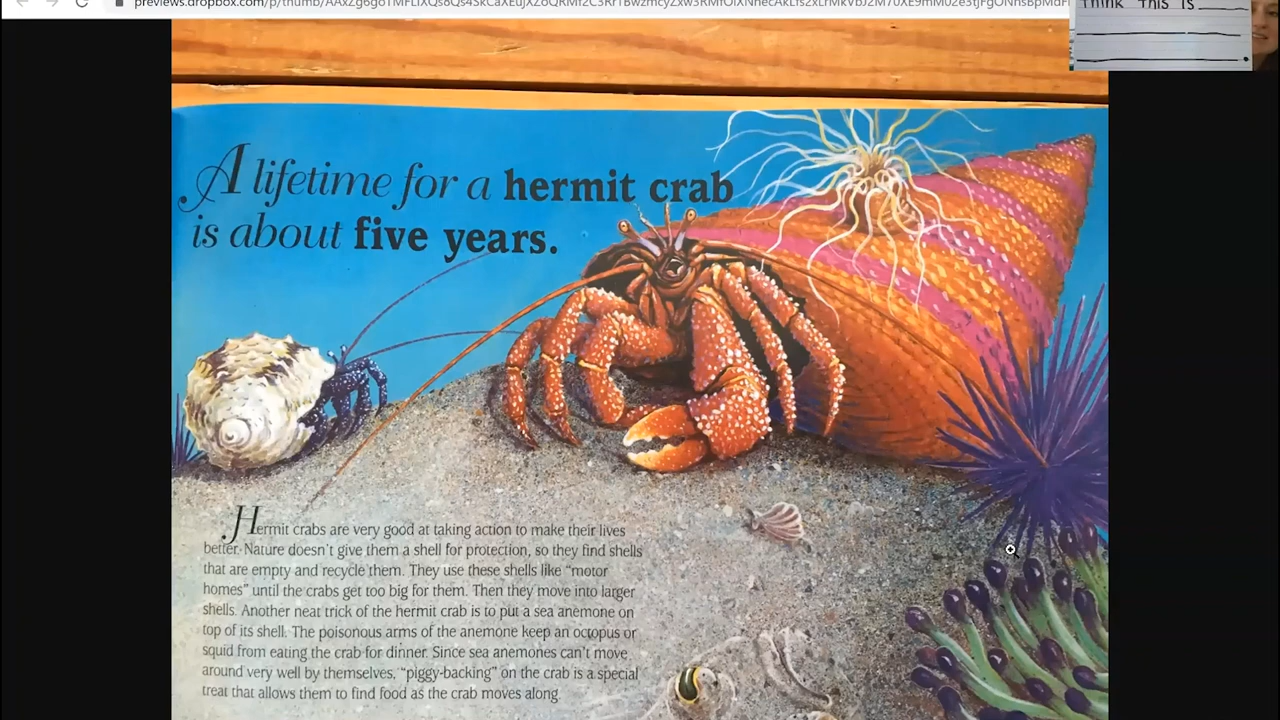 think this is
A lifetime for a hermit crab
is about five years.
Hermit crabs are very good at taking action to make their lives
better. Nature doesn't give them a shell for protection, so they find shells
that are empty and recycle them. They use these shells like "motor
homes" until the crabs get too big for them. Then they move into larger
shells. Another neat trick of the hermit crab is to put a sea anemone on
top of its shell. The poisonous arms of the anemone keep an octopus or
squid from eating the crab for dinner. Since sea anemones can't move
around very well by themselves, "piggy-backing" on the crab is a special
treat that allows them to find food as the crab moves along.